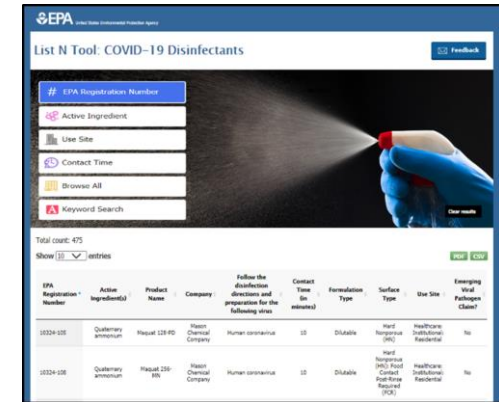 EPA United States Environmental Protection Agency
List N Tool: COVID-19 Disinfectants
Feedback
# EPA Registration Number
Active Ingredient
Use Site
Contact Time
Browse All
A Keyword Search
Clear results
Total count: 475
Show 10 entries
PDF CSV
EPA Registration Number
Active Ingredient(s)
Product Name
Company
Follow the disinfection directions and preparation for the following virus
Contact Time (in minutes)
Formulation Type
Surface Type
Use Site
Emerging Viral Pathogen Claim?
10324-105
Quaternary ammonium
Maquat 128-PD
Mason Chemical Company
Human coronavirus
10
Dilutable
Hard Nonporous (HN)
Healthcare; Institutional; Residential
No
10324-108
Quaternary ammonium
Maquat 256-MN
Mason Chemical Company
Human coronavirus
10
Dilutable
Hard Nonporous (HN); Food Contact Post-Rinse Required (FCR)
Healthcare; Institutional; Residential
No